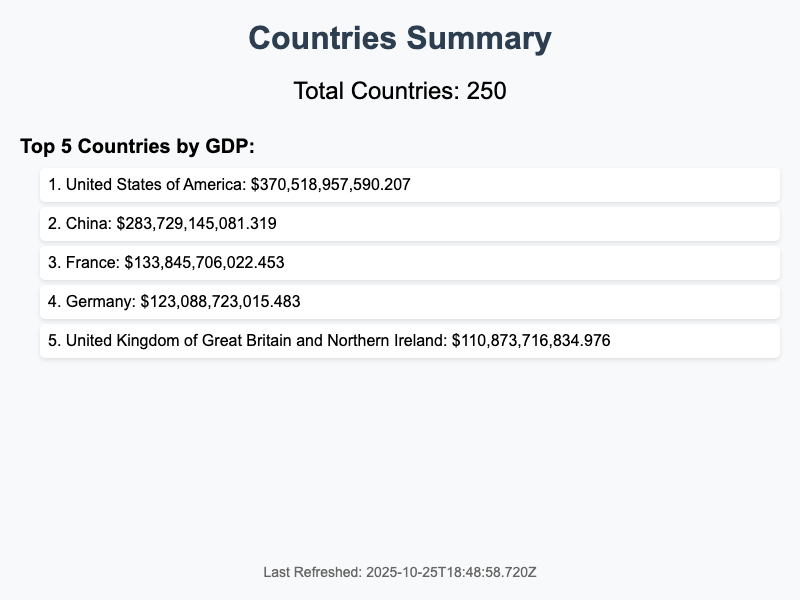 Countries Summary
Total Countries: 250
Top 5 Countries by GDP:
1. United States of America: $370,518,957,590.207
2. China: $283,729,145,081.319
3. France: $133,845,706,022.453
4. Germany: $123,088,723,015.483
5. United Kingdom of Great Britain and Northern Ireland: $110,873,716,834.976
Last Refreshed: 2025-10-25T18:48:58.720Z